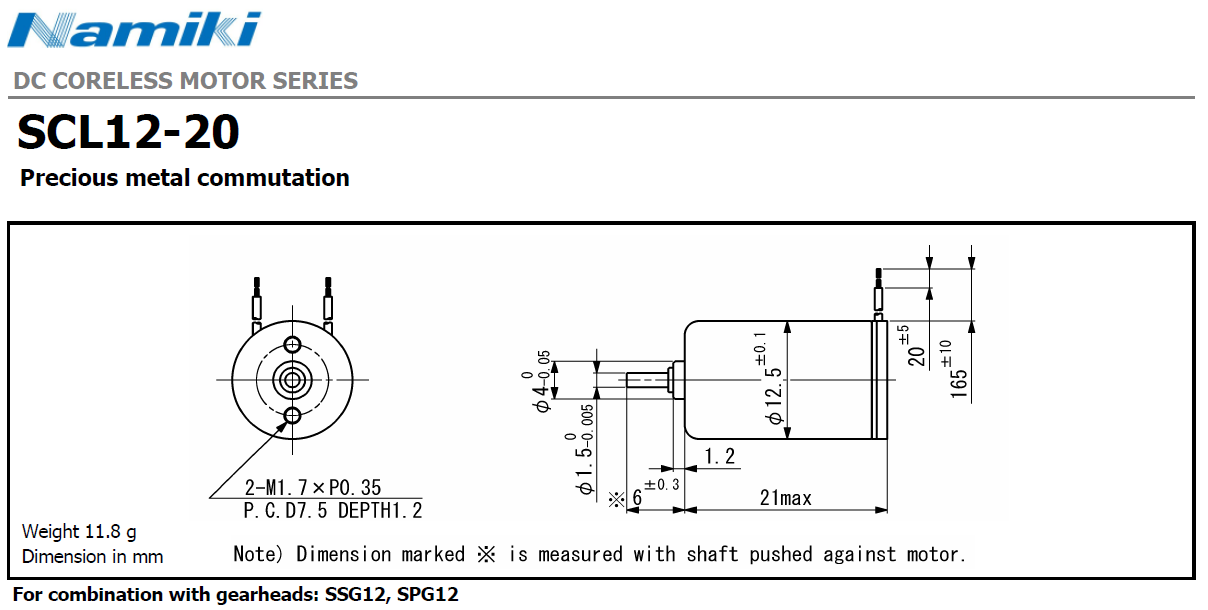 Namiki
DC CORELESS MOTOR SERIES
SCL12-20
Precious metal commutation
φ4 0 -0.05
φ1.5 0 -0.005
φ12.5 ±0.1
20 ±5
165 ±10
1.2
※6 ±0.3
21max
2-M1.7×P0.35
P.C.D7.5 DEPTH1.2
Weight 11.8 g
Dimension in mm
Note) Dimension marked ※ is measured with shaft pushed against motor.
For combination with gearheads: SSG12, SPG12